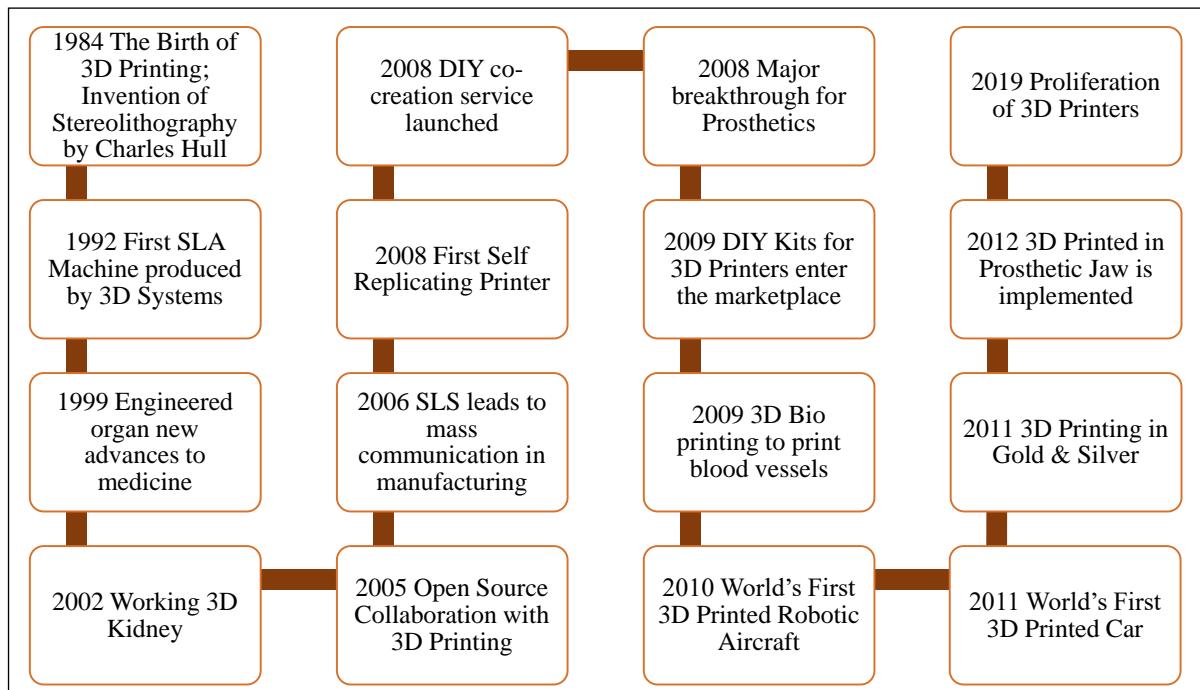 1984 The Birth of
3D Printing;
Invention of
Stereolithography
by Charles Hull
1992 First SLA
Machine produced
by 3D Systems
1999 Engineered
organ new
advances to
medicine
2002 Working 3D
Kidney
2005 Open Source
Collaboration with
3D Printing
2006 SLS leads to
mass
communication in
manufacturing
2008 First Self
Replicating Printer
2008 DIY co-
creation service
launched
2008 Major
breakthrough for
Prosthetics
2009 DIY Kits for
3D Printers enter
the marketplace
2009 3D Bio
printing to print
blood vessels
2010 World’s First
3D Printed Robotic
Aircraft
2011 World’s First
3D Printed Car
2011 3D Printing in
Gold & Silver
2012 3D Printed in
Prosthetic Jaw is
implemented
2019 Proliferation
of 3D Printers